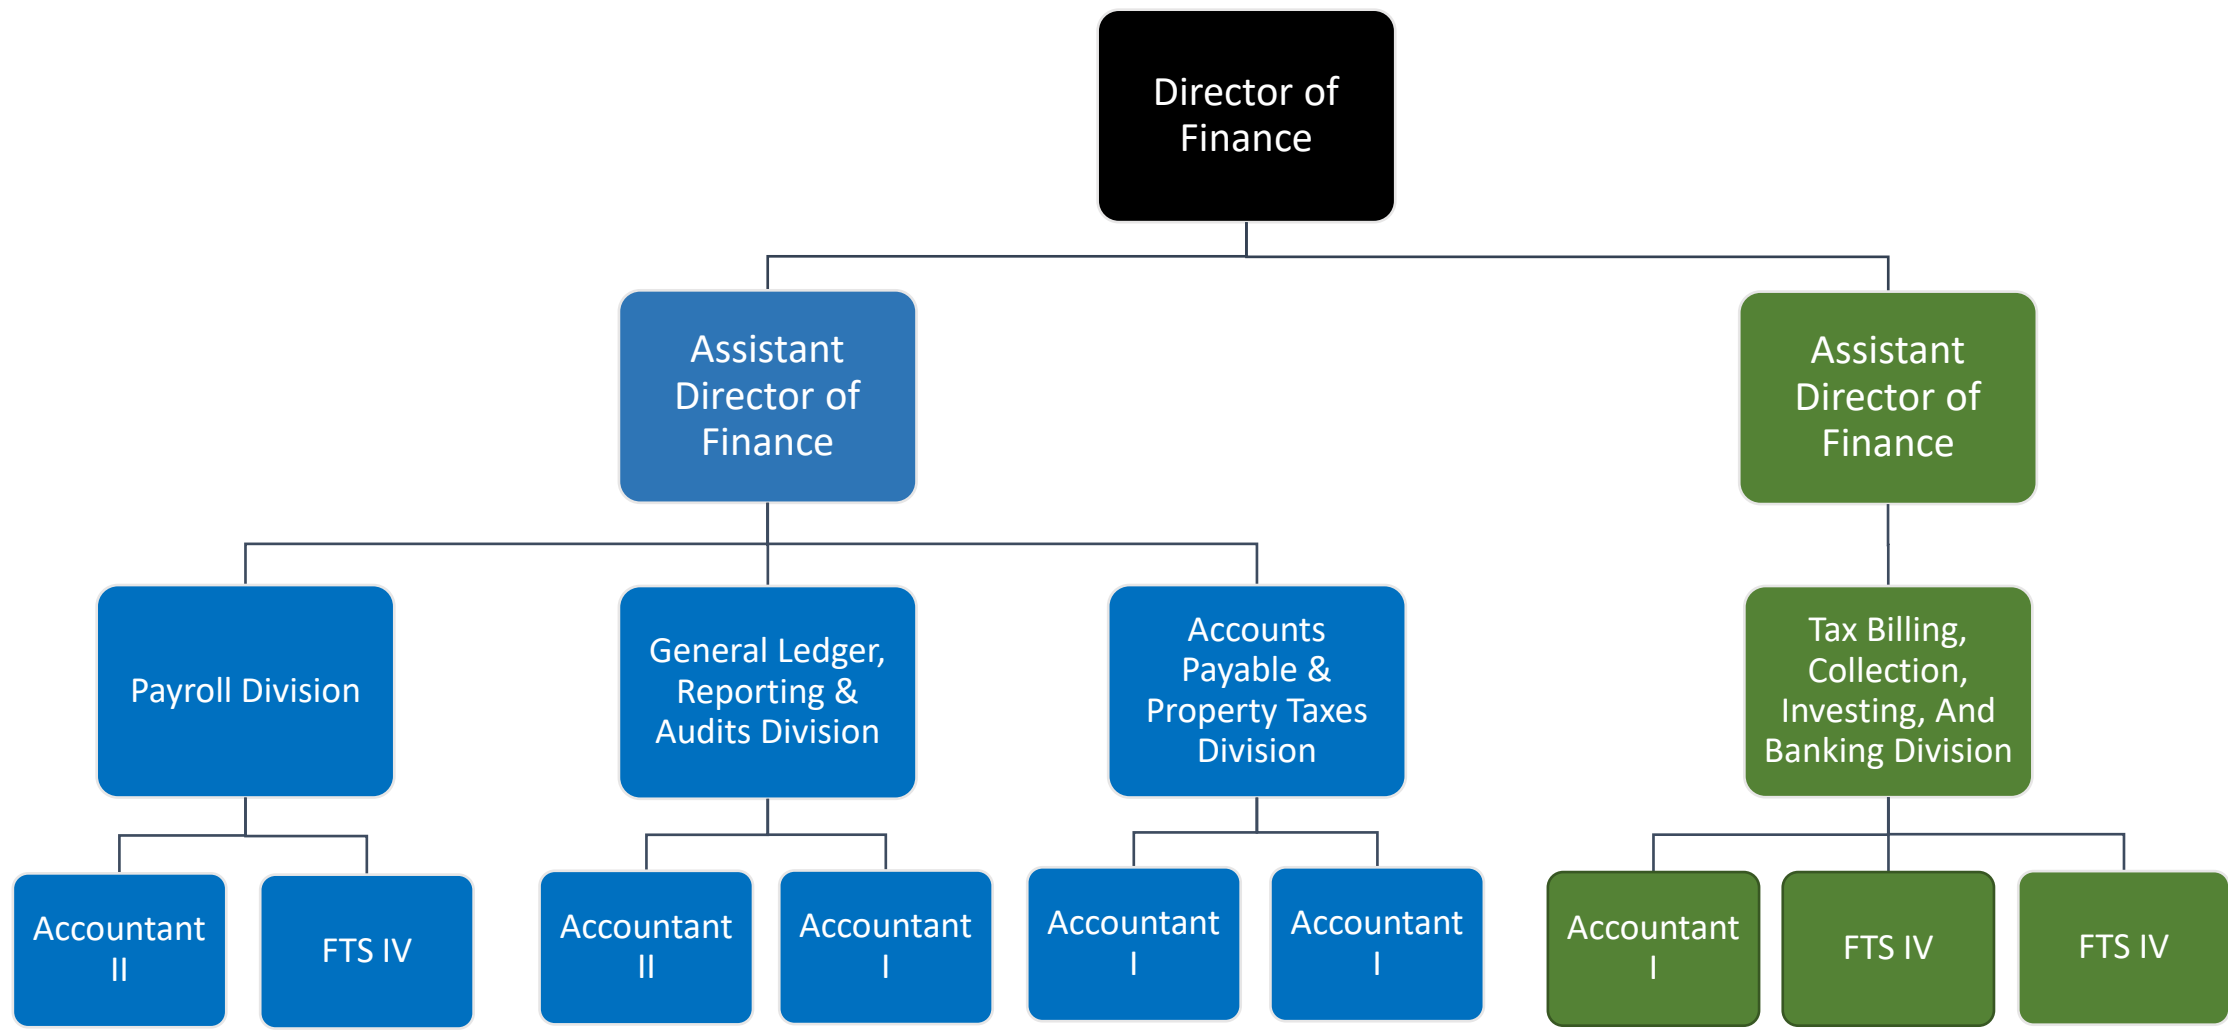 Director of
Finance
Assistant
Director of
Finance
Assistant
Director of
Finance
Payroll Division
General Ledger,
Reporting &
Audits Division
Accounts
Payable &
Property Taxes
Division
Tax Billing,
Collection,
Investing, And
Banking Division
Accountant
II
FTS IV
Accountant
II
Accountant
I
Accountant
I
Accountant
I
Accountant
I
FTS IV
FTS IV